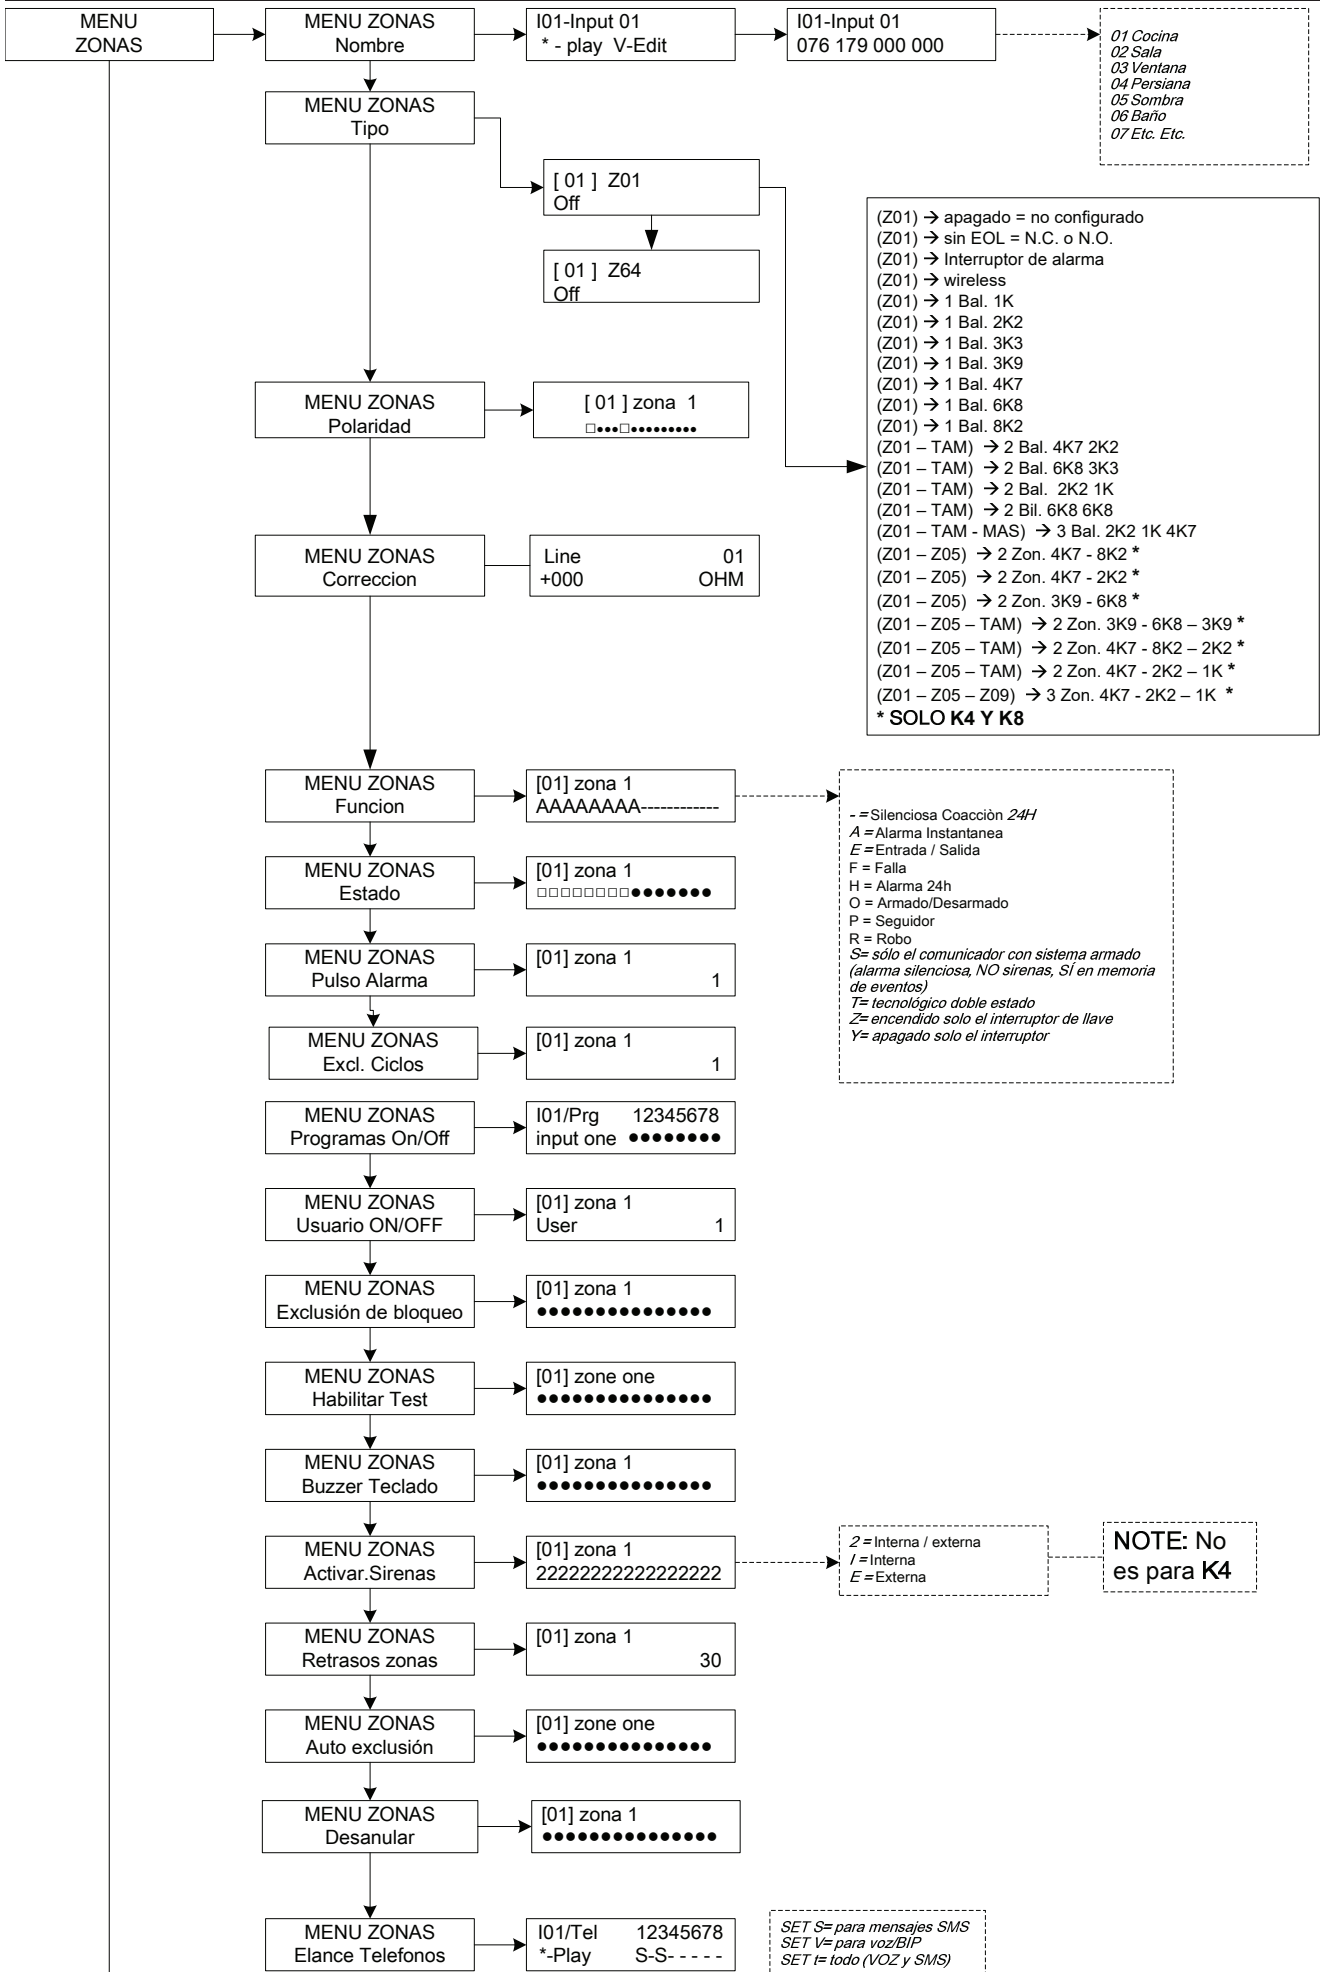 MENU
ZONAS
MENU ZONAS
Nombre
I01-Input 01
* - play  V-Edit
I01-Input 01
076 179 000 000
01 Cocina
02 Sala
03 Ventana
04 Persiana
05 Sombra
06 Baño
07 Etc. Etc.
MENU ZONAS
Tipo
[ 01 ]  Z01
Off
[ 01 ]  Z64
Off
(Z01) → apagado = no configurado
(Z01) → sin EOL = N.C. o N.O.
(Z01) → Interruptor de alarma
(Z01) → wireless
(Z01) → 1 Bal. 1K
(Z01) → 1 Bal. 2K2
(Z01) → 1 Bal. 3K3
(Z01) → 1 Bal. 3K9
(Z01) → 1 Bal. 4K7
(Z01) → 1 Bal. 6K8
(Z01) → 1 Bal. 8K2
(Z01 – TAM) → 2 Bal. 4K7 2K2
(Z01 – TAM) → 2 Bal. 6K8 3K3
(Z01 – TAM) → 2 Bal.  2K2 1K
(Z01 – TAM) → 2 Bil. 6K8 6K8
(Z01 – TAM - MAS) → 3 Bal. 2K2 1K 4K7
(Z01 – Z05) → 2 Zon. 4K7 - 8K2 *
(Z01 – Z05) → 2 Zon. 4K7 - 2K2 *
(Z01 – Z05) → 2 Zon. 3K9 - 6K8 *
(Z01 – Z05 – TAM) → 2 Zon. 3K9 - 6K8 – 3K9 *
(Z01 – Z05 – TAM) → 2 Zon. 4K7 - 8K2 – 2K2 *
(Z01 – Z05 – TAM) → 2 Zon. 4K7 - 2K2 – 1K *
(Z01 – Z05 – Z09) → 3 Zon. 4K7 - 2K2 – 1K *
* SOLO K4 Y K8
MENU ZONAS
Polaridad
[ 01 ] zona  1
□●●●□●●●●●●●●●
MENU ZONAS
Correccion
Line 01
+000 OHM
MENU ZONAS
Funcion
[01] zona 1
AAAAAAAA------------
- = Silenciosa Coacciòn 24H
A = Alarma Instantanea
E = Entrada / Salida
F = Falla
H = Alarma 24h
O = Armado/Desarmado
P = Seguidor
R = Robo
S= sólo el comunicador con sistema armado
(alarma silenciosa, NO sirenas, SÍ en memoria
de eventos)
T= tecnológico doble estado
Z= encendido solo el interruptor de llave
Y= apagado solo el interruptor
MENU ZONAS
Estado
[01] zona 1
□□□□□□□□●●●●●●●
MENU ZONAS
Pulso Alarma
[01] zona 1
1
MENU ZONAS
Excl. Ciclos
[01] zona 1
1
MENU ZONAS
Programas On/Off
I01/Prg 12345678
input one ●●●●●●●●
MENU ZONAS
Usuario ON/OFF
[01] zona 1
User 1
MENU ZONAS
Exclusión de bloqueo
[01] zona 1
●●●●●●●●●●●●●●●
MENU ZONAS
Habilitar Test
[01] zone one
●●●●●●●●●●●●●●●
MENU ZONAS
Buzzer Teclado
[01] zona 1
●●●●●●●●●●●●●●●
MENU ZONAS
Activar.Sirenas
[01] zona 1
2222222222222222
2 = Interna / externa
I = Interna
E = Externa
NOTE: No
es para K4
MENU ZONAS
Retrasos zonas
[01] zona 1
30
MENU ZONAS
Auto exclusión
[01] zone one
●●●●●●●●●●●●●●●
MENU ZONAS
Desanular
[01] zona 1
●●●●●●●●●●●●●●●
MENU ZONAS
Elance Telefonos
I01/Tel 12345678
*-Play S-S- - - - -
SET S= para mensajes SMS
SET V= para voz/BIP
SET t= todo (VOZ y SMS)